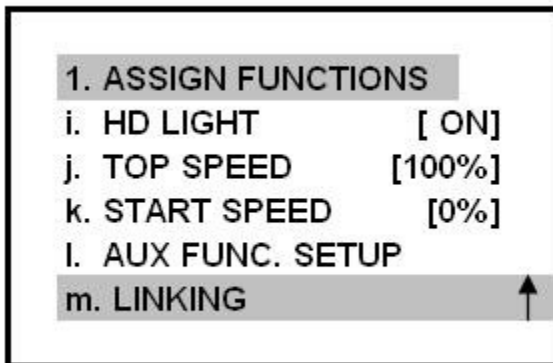 1. ASSIGN FUNCTIONS
i. HD LIGHT [ ON]
j. TOP SPEED [100%]
k. START SPEED [0%]
l. AUX FUNC. SETUP
m. LINKING